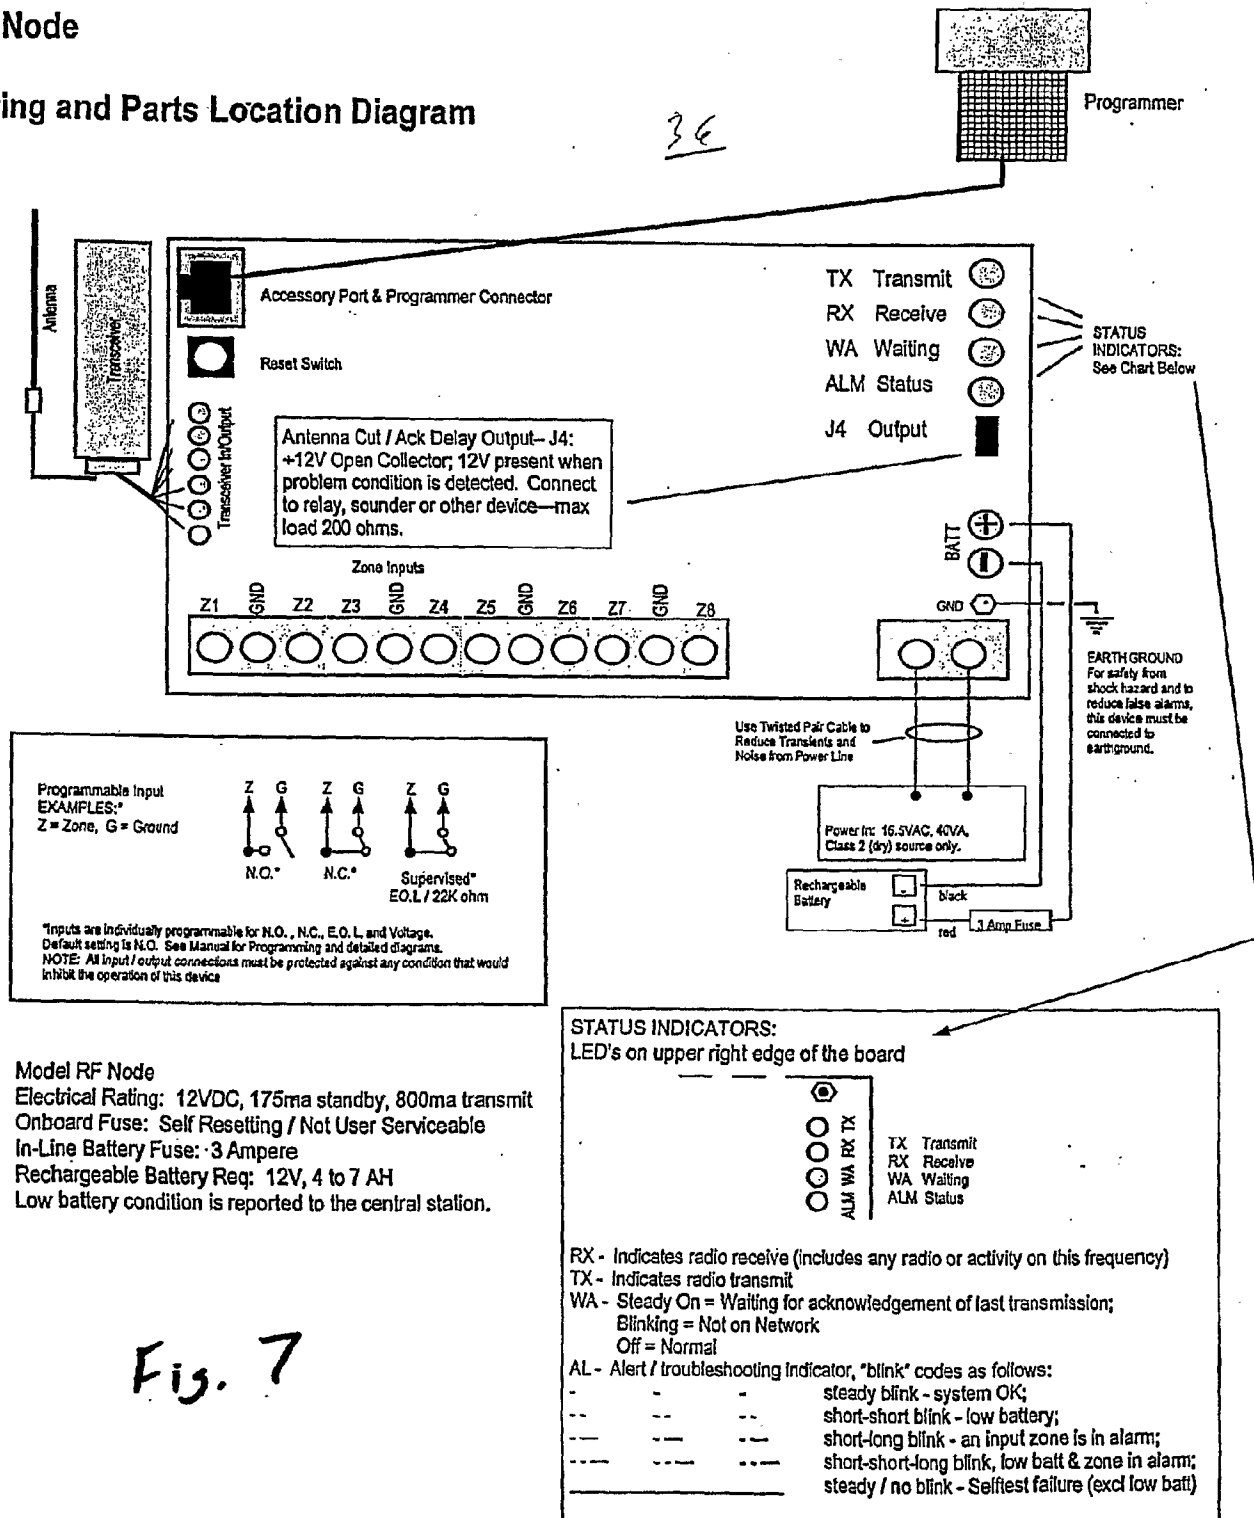 Node
ing and Parts Location Diagram
36
Programmer
Antenna
Transceiver
Accessory Port & Programmer Connector
Reset Switch
Transceiver In/Output
TX Transmit
RX Receive
WA Waiting
ALM Status
J4 Output
STATUS
INDICATORS:
See Chart Below
Antenna Cut / Ack Delay Output-- J4:
+12V Open Collector; 12V present when
problem condition is detected. Connect
to relay, sounder or other device—max
load 200 ohms.
BATT
+
-
GND
Zone Inputs
Z1 GND Z2 Z3 GND Z4 Z5 GND Z6 Z7 GND Z8
EARTH GROUND
For safety from
shock hazard and to
reduce false alarms,
this device must be
connected to
earthground.
Use Twisted Pair Cable to
Reduce Transients and
Noise from Power Line
Power In: 16.5VAC, 40VA,
Class 2 (dry) source only.
Rechargeable
Battery
-
+
black
red
3 Amp Fuse
Programmable Input
EXAMPLES:*
Z = Zone, G = Ground
Z G Z G Z G
N.O.* N.C.* Supervised*
EO.L / 22K ohm
*Inputs are individually programmable for N.O., N.C., E.O. L, and Voltage.
Default setting is N.O. See Manual for Programming and detailed diagrams.
NOTE: All input / output connections must be protected against any condition that would
inhibit the operation of this device
Model RF Node
Electrical Rating: 12VDC, 175ma standby, 800ma transmit
Onboard Fuse: Self Resetting / Not User Serviceable
In-Line Battery Fuse: 3 Ampere
Rechargeable Battery Req: 12V, 4 to 7 AH
Low battery condition is reported to the central station.
STATUS INDICATORS:
LED's on upper right edge of the board
ALM WA RX TX
TX Transmit
RX Receive
WA Waiting
ALM Status
RX - Indicates radio receive (includes any radio or activity on this frequency)
TX - Indicates radio transmit
WA - Steady On = Waiting for acknowledgement of last transmission;
Blinking = Not on Network
Off = Normal
AL - Alert / troubleshooting indicator, "blink" codes as follows:
steady blink - system OK;
short-short blink - low battery;
short-long blink - an input zone is in alarm;
short-short-long blink, low batt & zone in alarm;
steady / no blink - Selftest failure (excl low batt)
Fig. 7